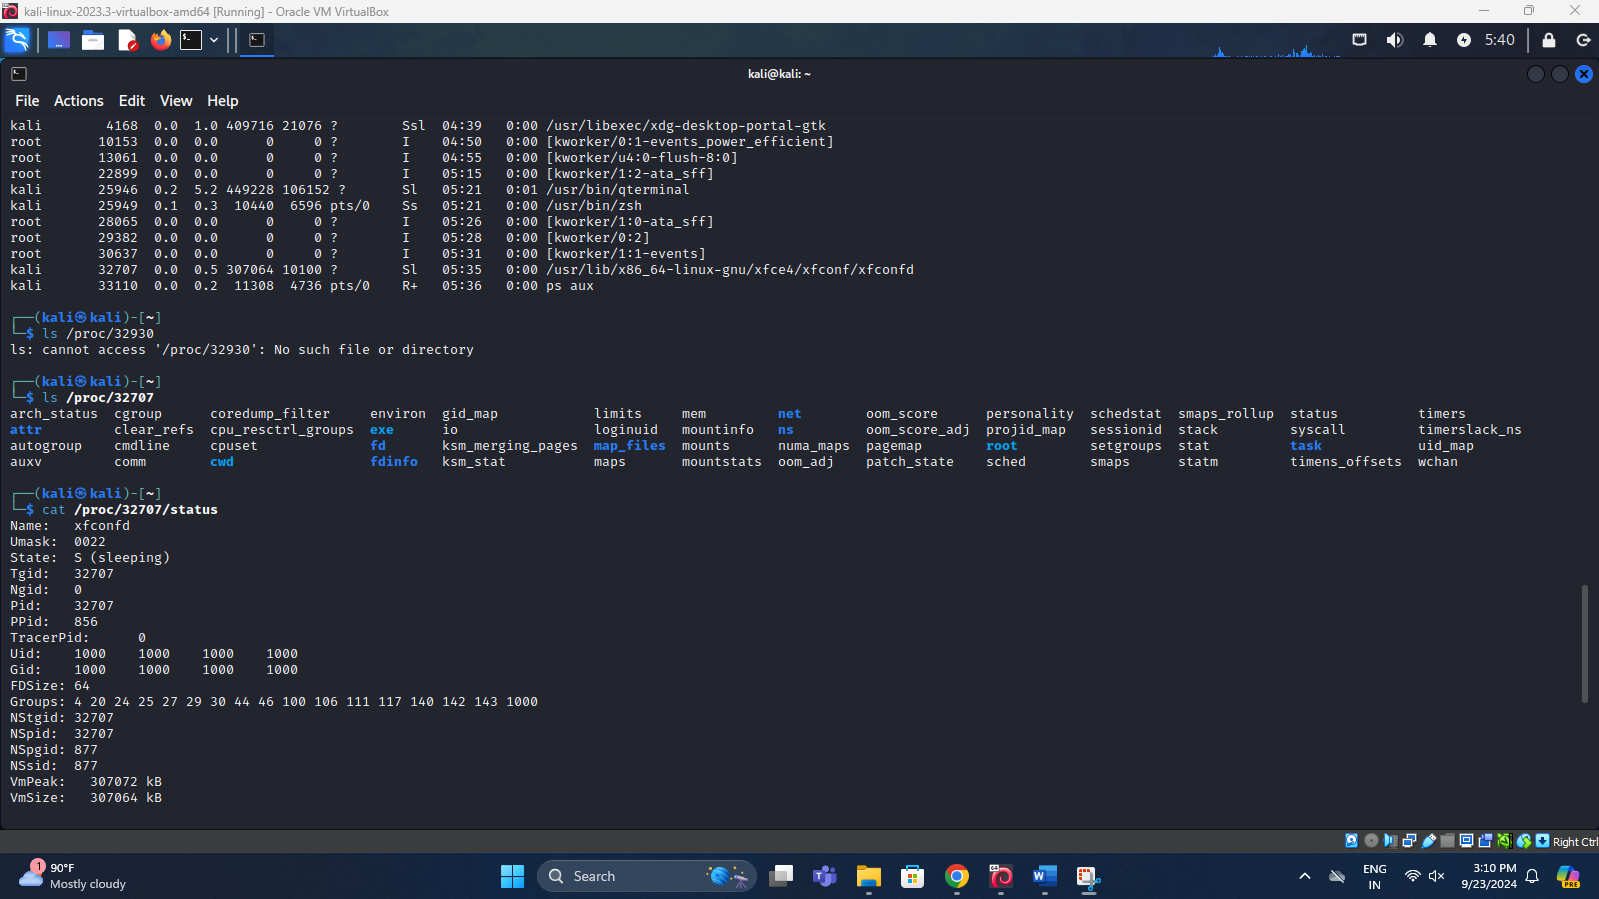 kali-linux-2023.3-virtualbox-amd64 [Running] - Oracle VM VirtualBox
5:40
kali@kali: ~
File Actions Edit View Help
kali 4168 0.0 1.0 409716 21076 ? Ssl 04:39 0:00 /usr/libexec/xdg-desktop-portal-gtk
root 10153 0.0 0.0 0 0 ? I 04:50 0:00 [kworker/0:1-events_power_efficient]
root 13061 0.0 0.0 0 0 ? I 04:55 0:00 [kworker/u4:0-flush-8:0]
root 22899 0.0 0.0 0 0 ? I 05:15 0:00 [kworker/1:2-ata_sff]
kali 25946 0.2 5.2 449228 106152 ? Sl 05:21 0:01 /usr/bin/qterminal
kali 25949 0.1 0.3 10440 6596 pts/0 Ss 05:21 0:00 /usr/bin/zsh
root 28065 0.0 0.0 0 0 ? I 05:26 0:00 [kworker/1:0-ata_sff]
root 29382 0.0 0.0 0 0 ? I 05:28 0:00 [kworker/0:2]
root 30637 0.0 0.0 0 0 ? I 05:31 0:00 [kworker/1:1-events]
kali 32707 0.0 0.5 307064 10100 ? Sl 05:35 0:00 /usr/lib/x86_64-linux-gnu/xfce4/xfconf/xfconfd
kali 33110 0.0 0.2 11308 4736 pts/0 R+ 05:36 0:00 ps aux
┌──(kali㉿kali)-[~]
└─$ ls /proc/32930
ls: cannot access '/proc/32930': No such file or directory
┌──(kali㉿kali)-[~]
└─$ ls /proc/32707
arch_status cgroup coredump_filter environ gid_map limits mem net oom_score personality schedstat smaps_rollup status timers
attr clear_refs cpu_resctrl_groups exe io loginuid mountinfo ns oom_score_adj projid_map sessionid stack syscall timerslack_ns
autogroup cmdline cpuset fd ksm_merging_pages map_files mounts numa_maps pagemap root setgroups stat task uid_map
auxv comm cwd fdinfo ksm_stat maps mountstats oom_adj patch_state sched smaps statm timens_offsets wchan
┌──(kali㉿kali)-[~]
└─$ cat /proc/32707/status
Name: xfconfd
Umask: 0022
State: S (sleeping)
Tgid: 32707
Ngid: 0
Pid: 32707
PPid: 856
TracerPid: 0
Uid: 1000 1000 1000 1000
Gid: 1000 1000 1000 1000
FDSize: 64
Groups: 4 20 24 25 27 29 30 44 46 100 106 111 117 140 142 143 1000
NStgid: 32707
NSpid: 32707
NSpgid: 877
NSsid: 877
VmPeak: 307072 kB
VmSize: 307064 kB
Right Ctrl
1
90°F
Mostly cloudy
Search
ENG
IN
3:10 PM
9/23/2024
PRE